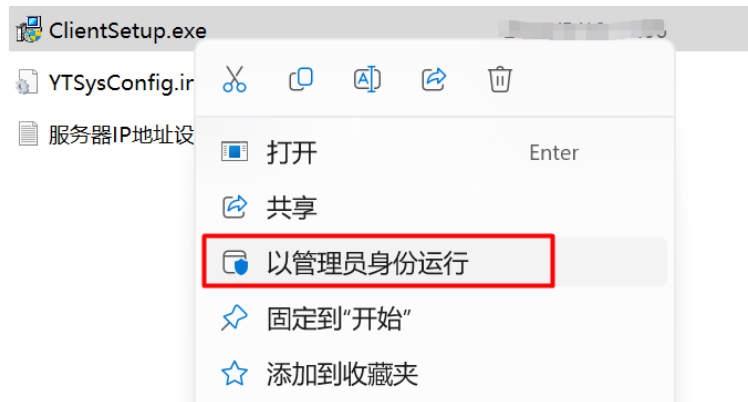 ClientSetup.exe
YTSysConfig.in
服务器IP地址设
打开 Enter
共享
以管理员身份运行
固定到“开始”
添加到收藏夹